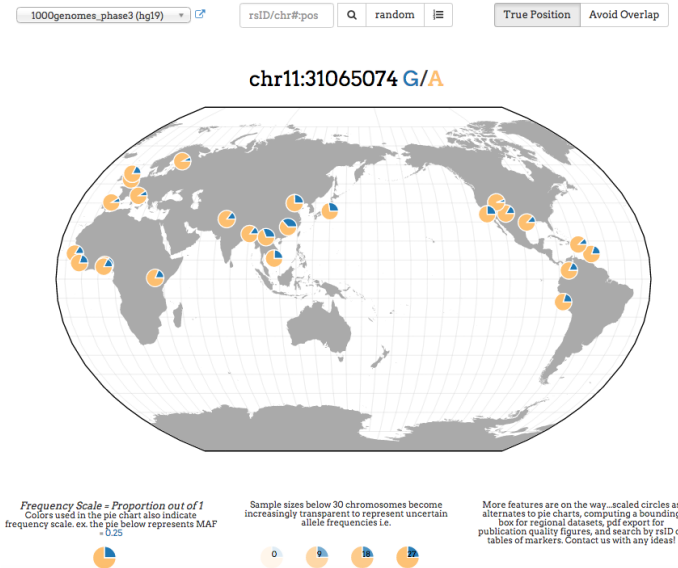 1000genomes_phase3 (hg19)
rsID/chr#:pos
random
True Position
Avoid Overlap
chr11:31065074 G/A
Frequency Scale = Proportion out of 1
Colors used in the pie chart also indicate
frequency scale. ex. the pie below represents MAF
= 0.25
Sample sizes below 30 chromosomes become
increasingly transparent to represent uncertain
allele frequencies i.e.
0
9
18
27
More features are on the way...scaled circles as
alternates to pie charts, computing a bounding
box for regional datasets, pdf export for
publication quality figures, and search by rsID o
tables of markers. Contact us with any ideas!